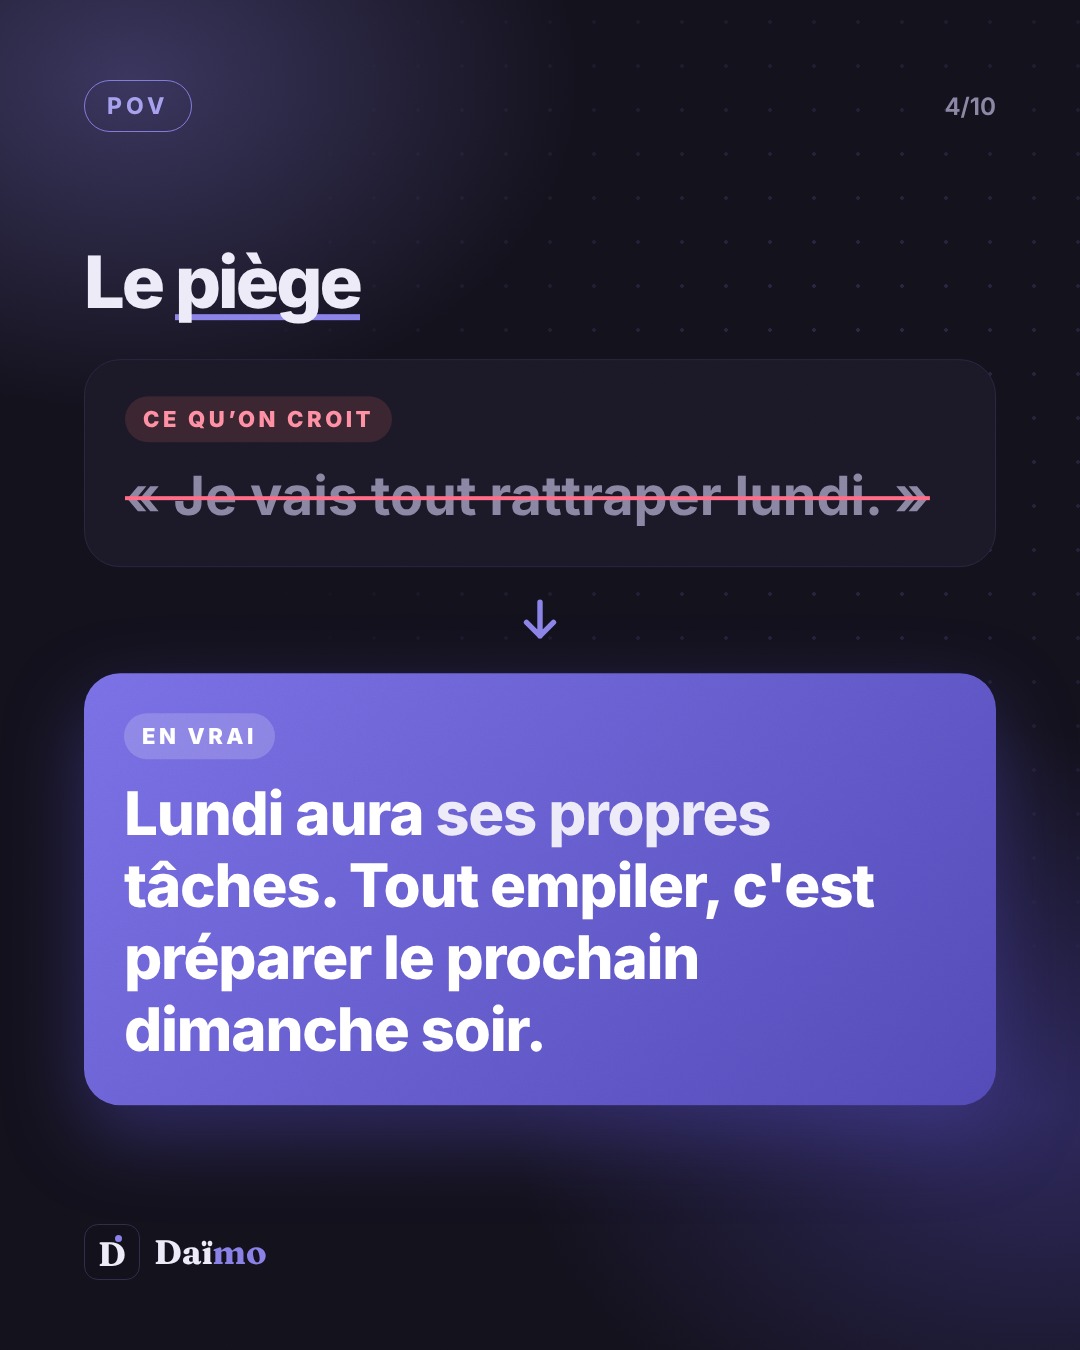 POV
4/10
Le piège
CE QU’ON CROIT
« Je vais tout rattraper lundi. »
EN VRAI
Lundi aura ses propres
tâches. Tout empiler, c'est
préparer le prochain
dimanche soir.
D
Daïmo